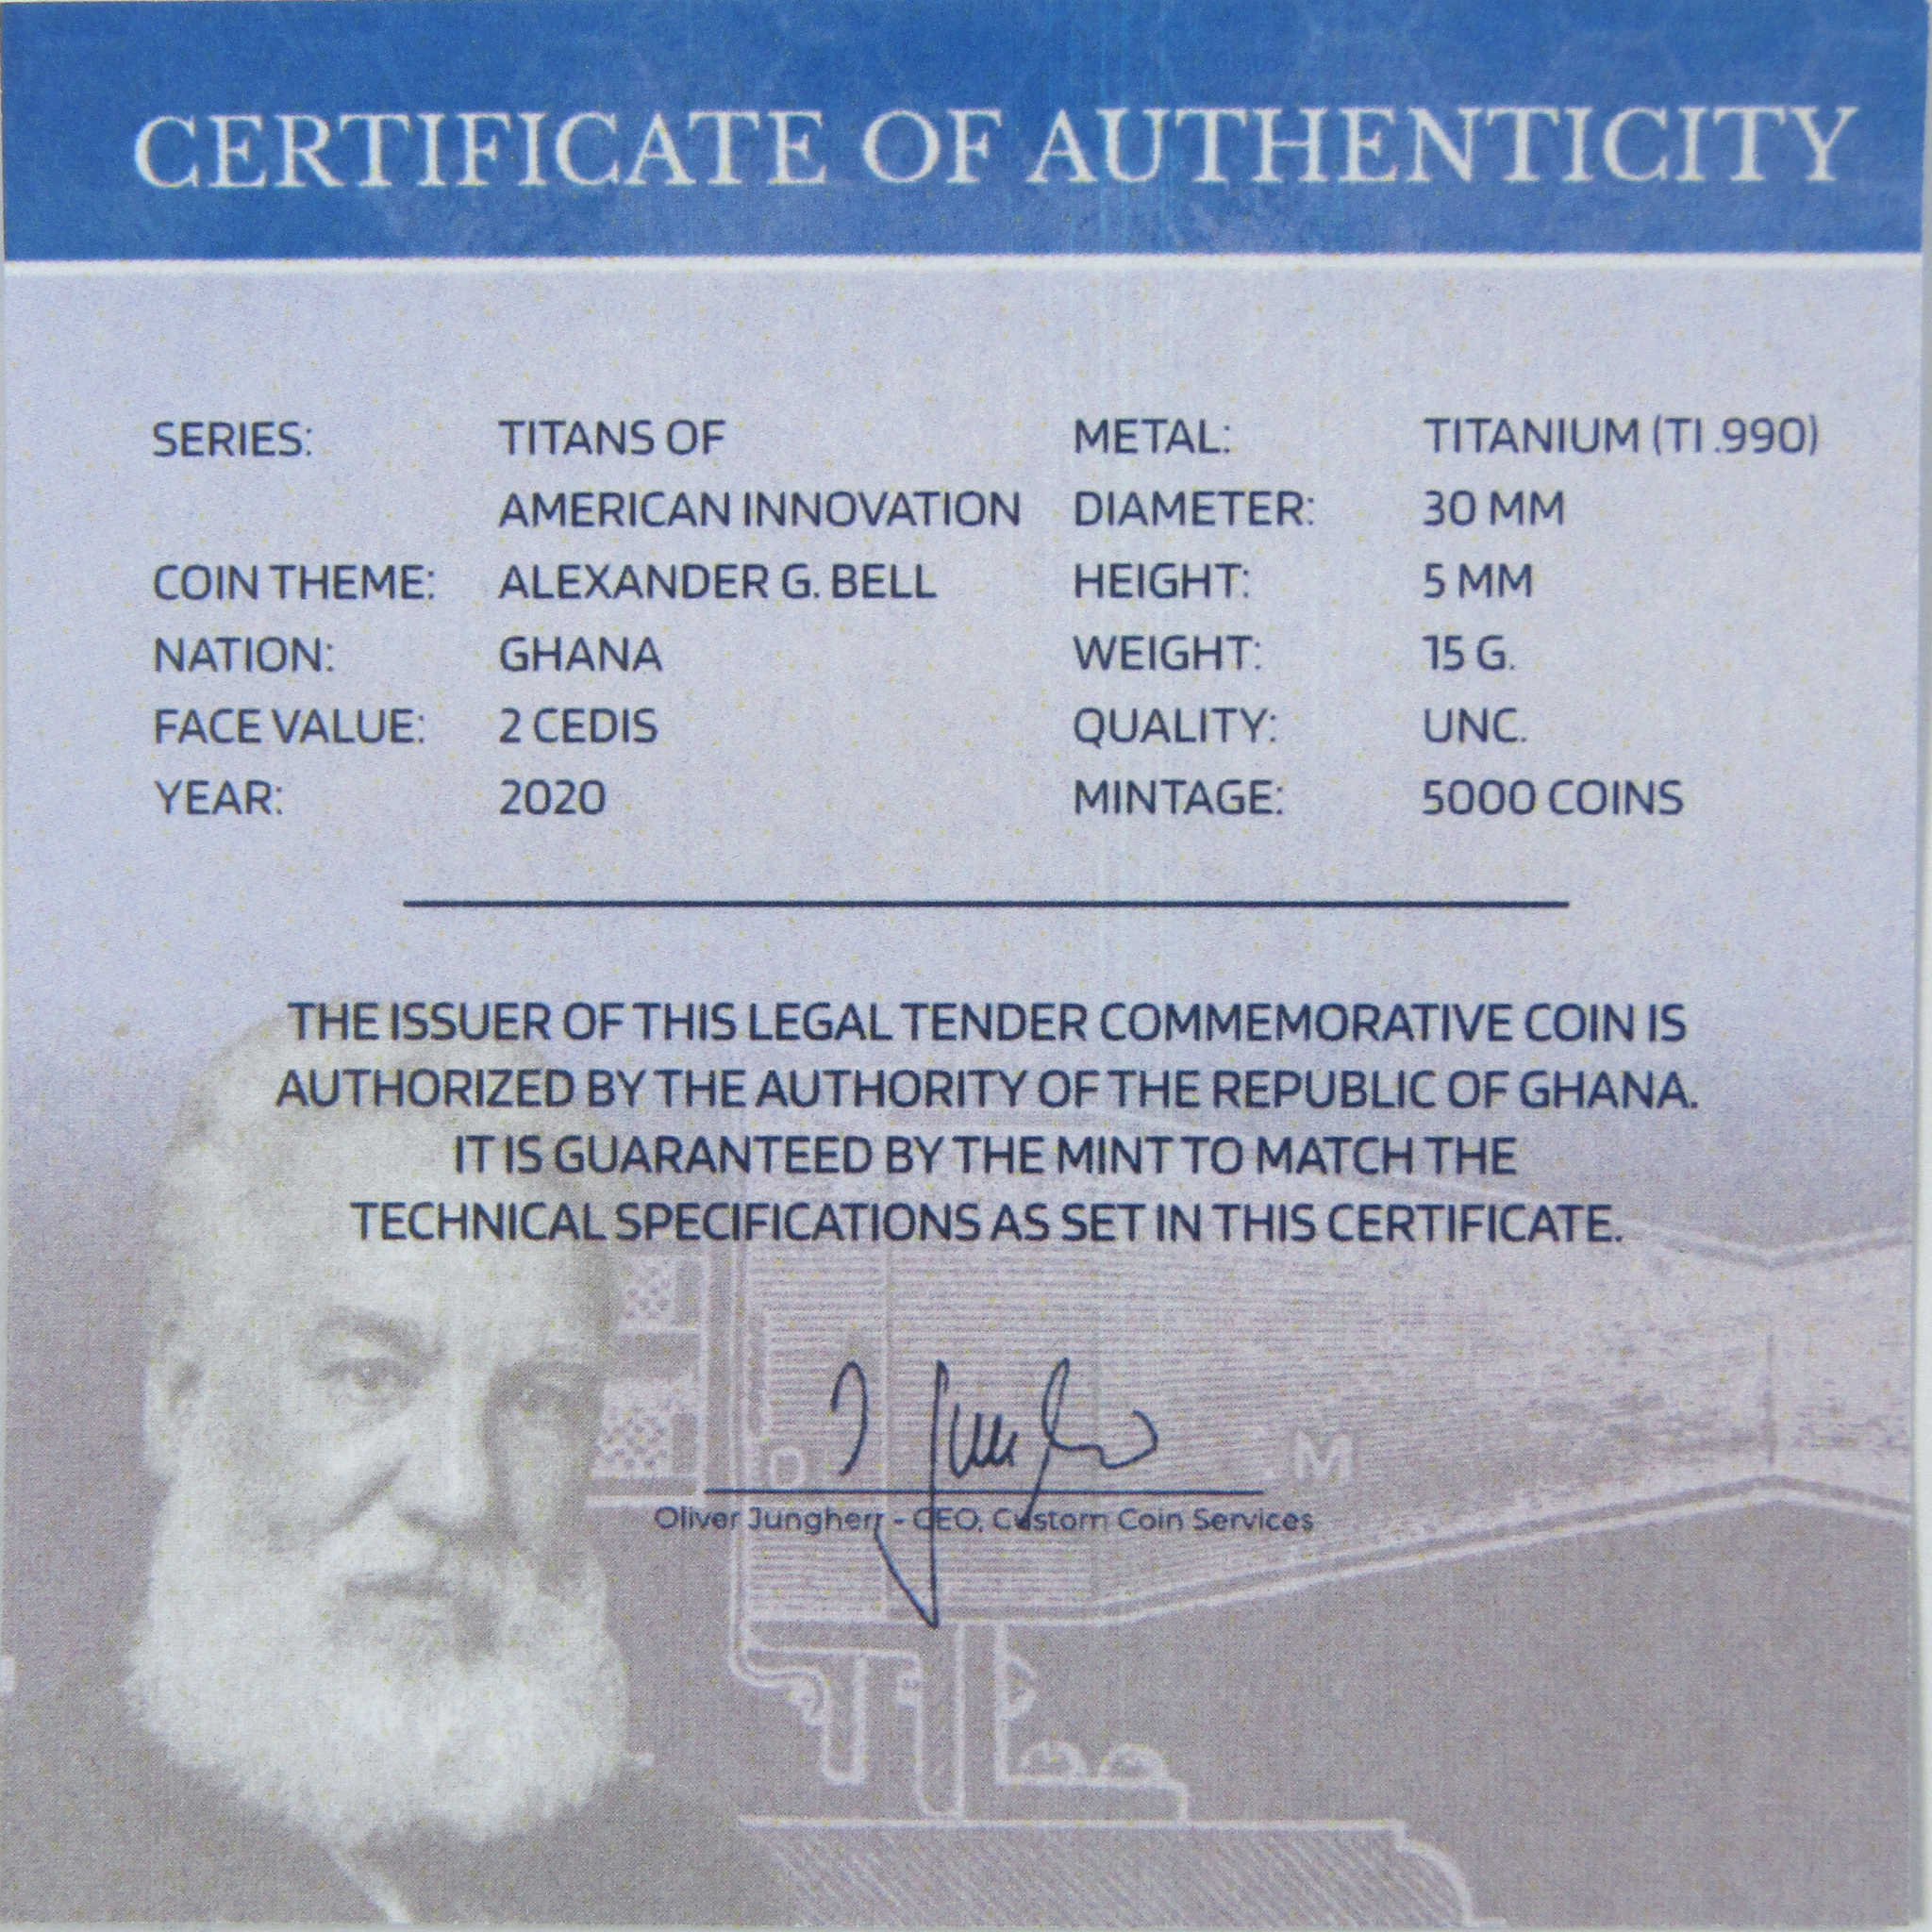 CERTIFICATE OF AUTHENTICITY
SERIES: TITANS OF
AMERICAN INNOVATION
COIN THEME: ALEXANDER G. BELL
NATION: GHANA
FACE VALUE: 2 CEDIS
YEAR: 2020
METAL: TITANIUM (TI .990)
DIAMETER: 30 MM
HEIGHT: 5 MM
WEIGHT: 15 G.
QUALITY: UNC.
MINTAGE: 5000 COINS
THE ISSUER OF THIS LEGAL TENDER COMMEMORATIVE COIN IS
AUTHORIZED BY THE AUTHORITY OF THE REPUBLIC OF GHANA.
IT IS GUARANTEED BY THE MINT TO MATCH THE
TECHNICAL SPECIFICATIONS AS SET IN THIS CERTIFICATE.
O . M
Oliver Jungherr - CEO, Custom Coin Services